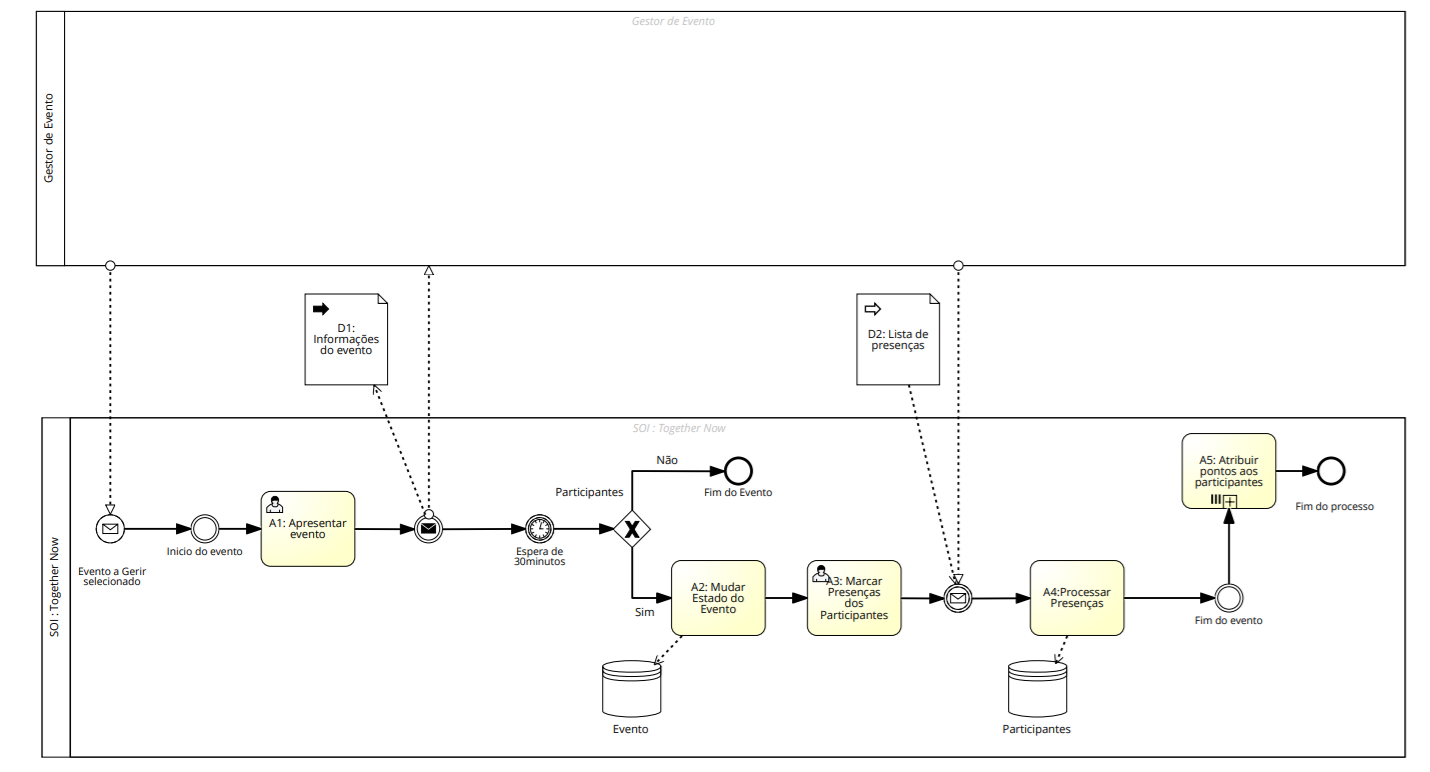 Gestor de Evento
Gestor de Evento
D1:
Informações
do evento
D2: Lista de
presenças
SOI : Together Now
SOI : Together Now
Evento a Gerir
selecionado
Inicio do evento
A1: Apresentar
evento
Espera de
30minutos
Participantes
Não
Fim do Evento
Sim
A2: Mudar
Estado do
Evento
Evento
A3: Marcar
Presenças
dos
Participantes
A4:Processar
Presenças
Participantes
Fim do evento
A5: Atribuir
pontos aos
participantes
Fim do processo